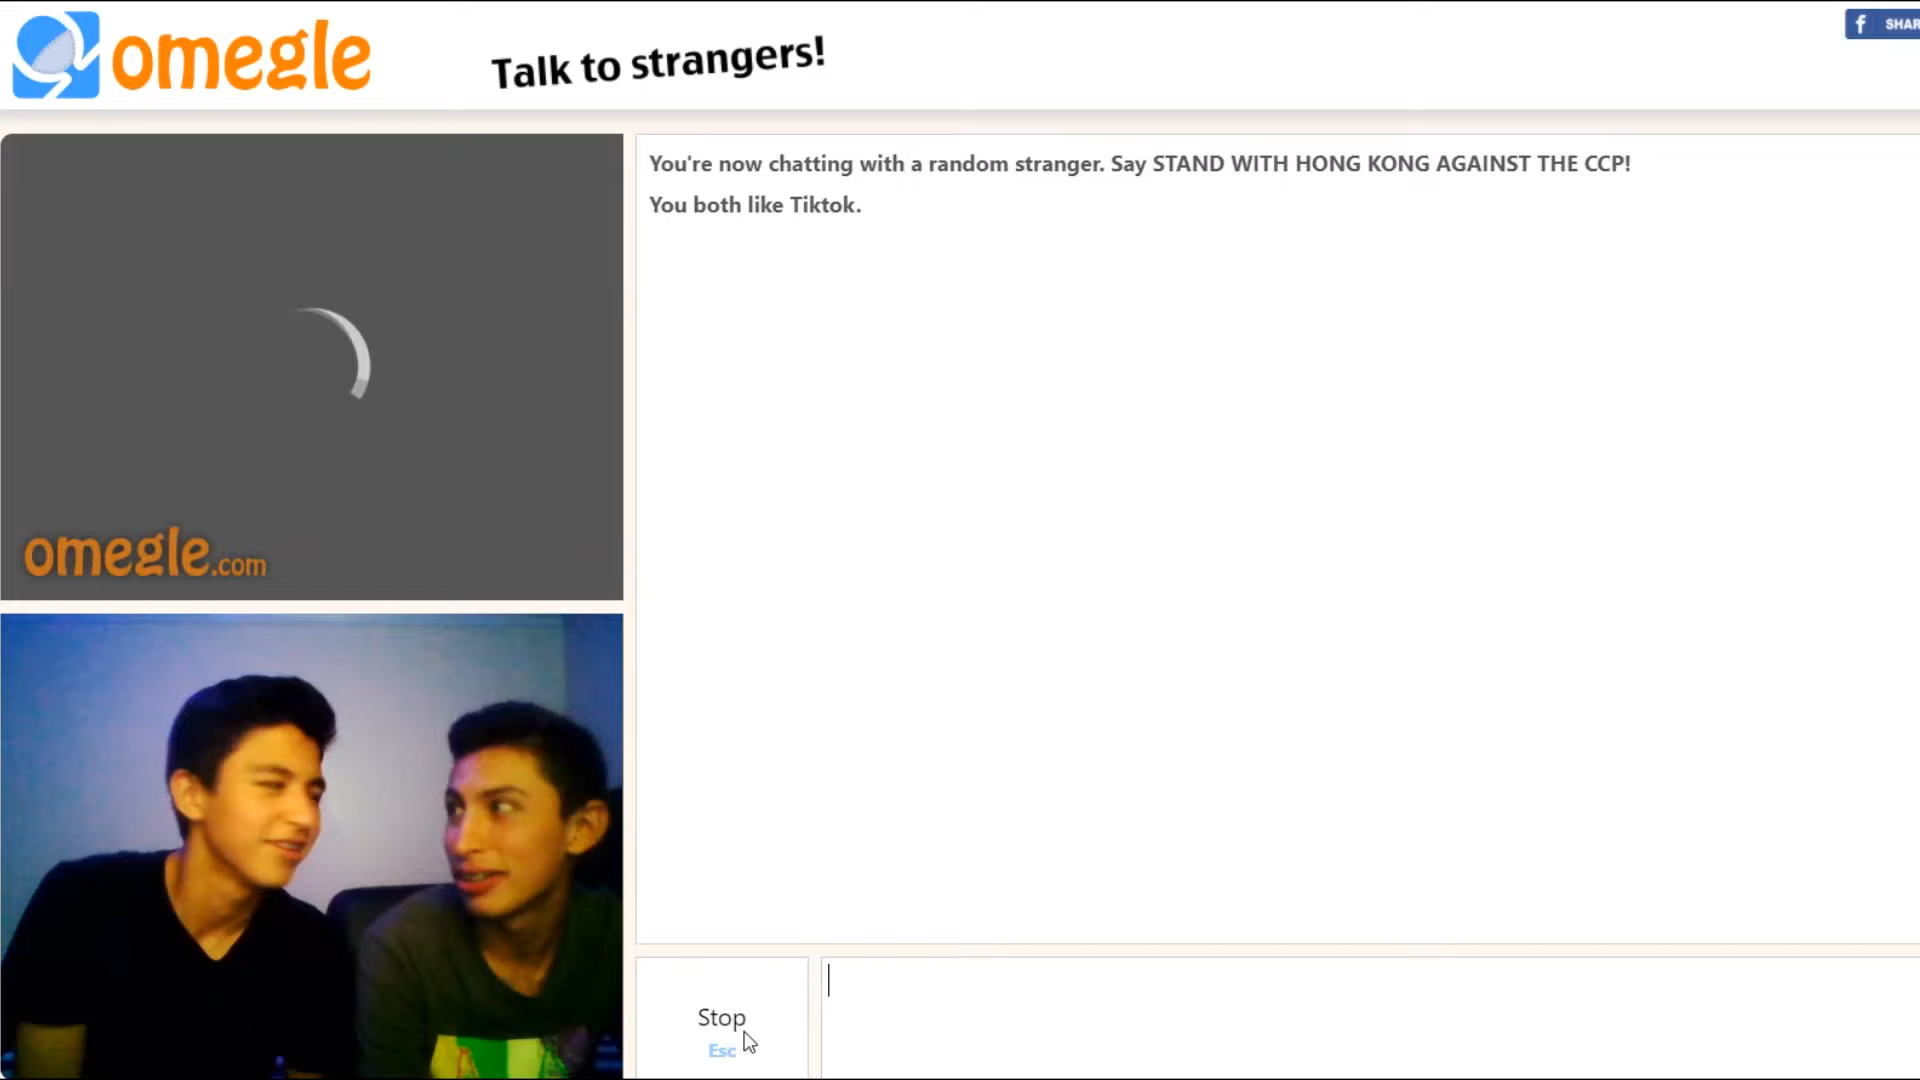 omegle
Talk to strangers!
f SHAR
You're now chatting with a random stranger. Say STAND WITH HONG KONG AGAINST THE CCP!
You both like Tiktok.
omegle.com
Stop
Esc